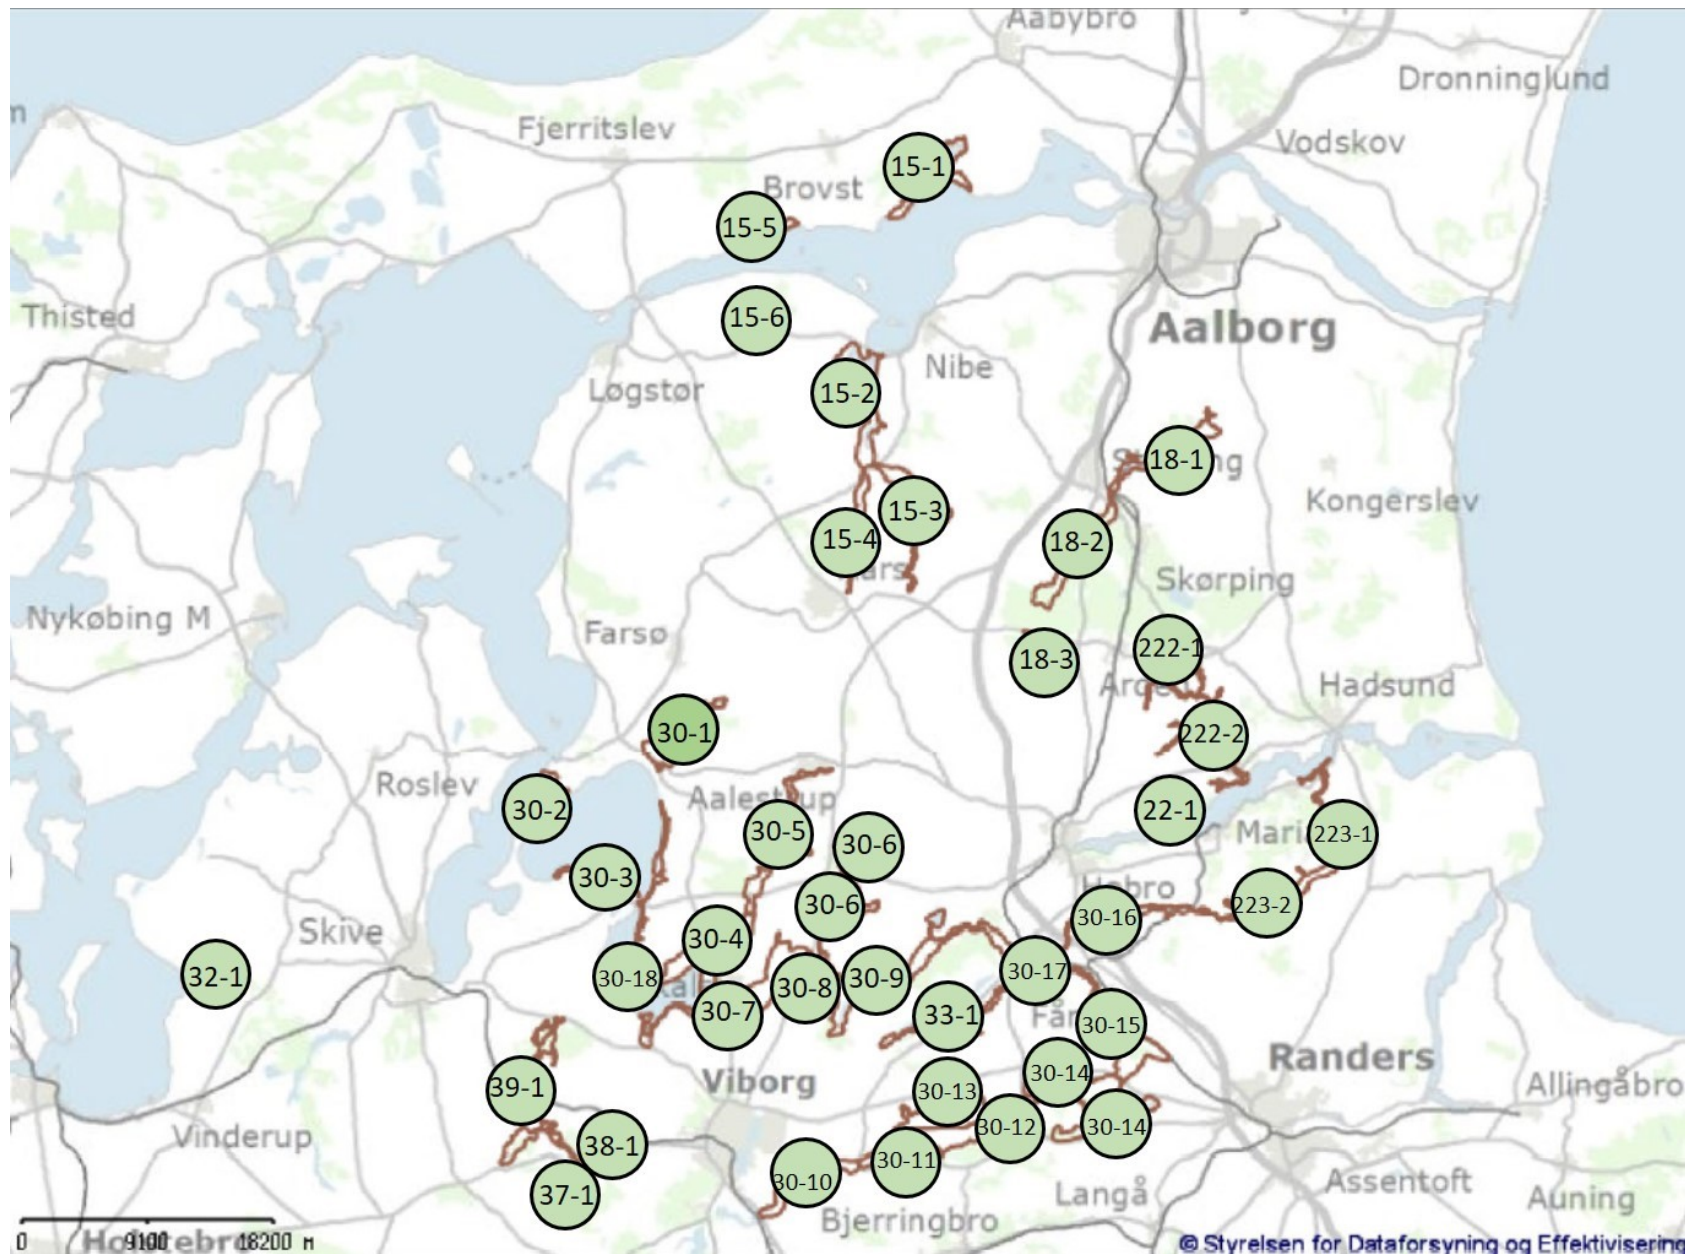 Aabybro
Dronninglund
m
Fjerritslev
Vodskov
15-1
Brovst
15-5
Thisted
15-6
Aalborg
Nibe
Løgstør
15-2
18-1
Kongerslev
15-3
15-4
18-2
Skørping
Nykøbing M
Farsø
222-1
18-3
Hadsund
30-1
222-2
Roslev
Aalestrup
30-2
22-1
30-5
223-1
30-6
30-3
Hobro
30-6
223-2
30-16
Skive
30-4
32-1
30-18
30-17
30-8
30-9
30-7
33-1
30-15
Randers
30-14
Viborg
39-1
30-13
Allingåbro
30-12
30-14
Vinderup
38-1
30-11
30-10
37-1
Langå
Assentoft
Auning
Bjerringbro
0 9100 18200 M
© Styrelsen for Dataforsyning og Effektivisering